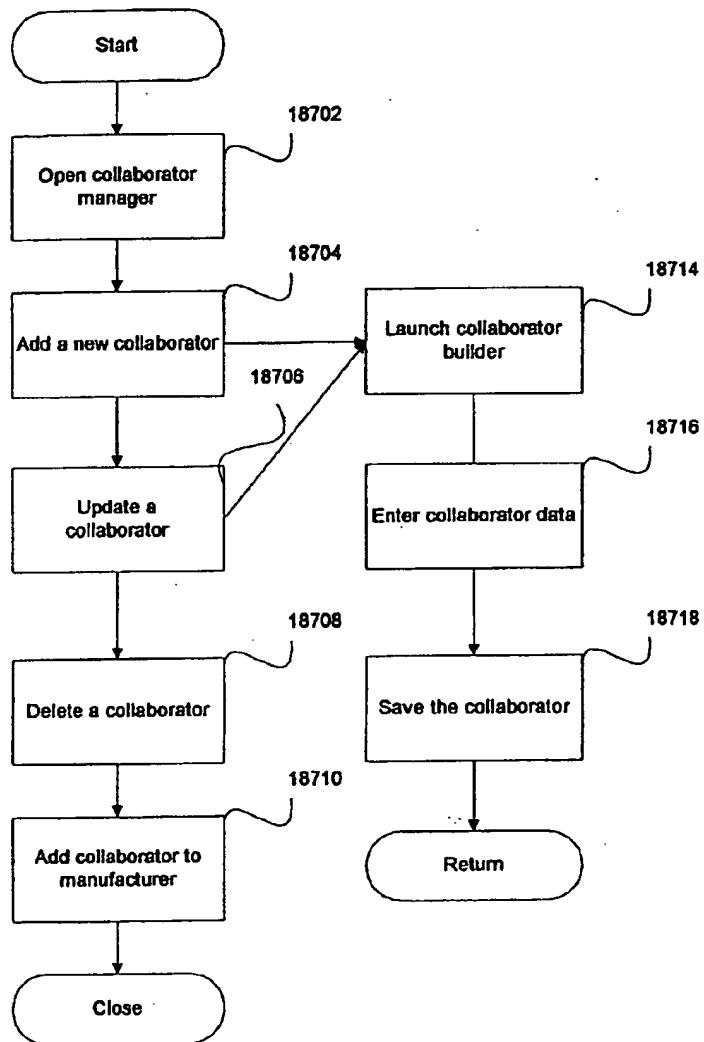 Start
18702
Open collaborator
manager
18704
Add a new collaborator
18706
Update a
collaborator
18708
Delete a collaborator
18710
Add collaborator to
manufacturer
Close
18714
Launch collaborator
builder
18716
Enter collaborator data
18718
Save the collaborator
Return